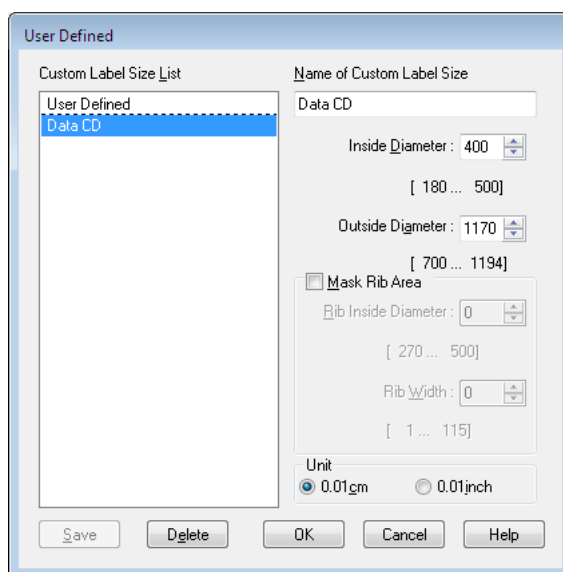 User Defined
Custom Label Size List
User Defined
Data CD
Name of Custom Label Size
Data CD
Inside Diameter : 400
[ 180 ... 500]
Outside Diameter : 1170
[ 700 ... 1194]
Mask Rib Area
Rib Inside Diameter : 0
[ 270 ... 500]
Rib Width : 0
[ 1 ... 115]
Unit
0.01cm 0.01inch
Save Delete OK Cancel Help